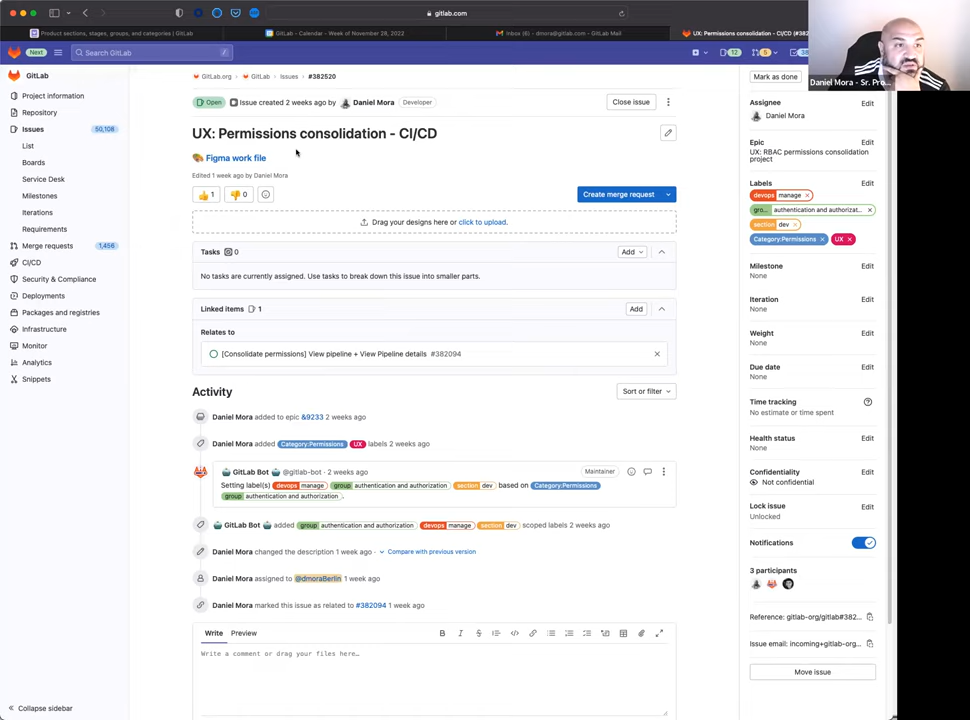 gitlab.com
Product sections, stages, groups, and categories | GitLab
GitLab - Calendar - Week of November 28, 2022
Inbox (6) - dmora@gitlab.com - GitLab Mail
UX: Permissions consolidation - CI/CD (#382
Next
Search GitLab
12
5
38
Daniel Mora - Sr. Pro...
GitLab
Project information
Repository
Issues 50,108
List
Boards
Service Desk
Milestones
Iterations
Requirements
Merge requests 1,456
CI/CD
Security & Compliance
Deployments
Packages and registries
Infrastructure
Monitor
Analytics
Snippets
Collapse sidebar
GitLab.org
GitLab
Issues
#382520
Open Issue created 2 weeks ago by Daniel Mora Developer
Close issue
UX: Permissions consolidation - CI/CD
Figma work file
Edited 1 week ago by Daniel Mora
1
0
Create merge request
Drag your designs here or click to upload.
Tasks 0
Add
No tasks are currently assigned. Use tasks to break down this issue into smaller parts.
Linked items 1
Add
Relates to
[Consolidate permissions] View pipeline + View Pipeline details #382094
Activity
Sort or filter
Daniel Mora added to epic &9233 2 weeks ago
Daniel Mora added Category:Permissions UX labels 2 weeks ago
GitLab Bot @gitlab-bot · 2 weeks ago
Maintainer
Setting label(s) devops manage group authentication and authorization section dev based on Category:Permissions
group authentication and authorization .
GitLab Bot added group authentication and authorization devops manage section dev scoped labels 2 weeks ago
Daniel Mora changed the description 1 week ago · Compare with previous version
Daniel Mora assigned to @dmoraBerlin 1 week ago
Daniel Mora marked this issue as related to #382094 1 week ago
Write Preview
Write a comment or drag your files here…
Mark as done
Assignee Edit
Daniel Mora
Epic Edit
UX: RBAC permissions consolidation
project
Labels Edit
devops manage
gro... authentication and authorizat...
section dev
Category:Permissions UX
Milestone Edit
None
Iteration Edit
None
Weight Edit
None
Due date Edit
None
Time tracking
No estimate or time spent
Health status Edit
None
Confidentiality Edit
Not confidential
Lock issue Edit
Unlocked
Notifications
3 participants
Reference: gitlab-org/gitlab#382...
Issue email: incoming+gitlab-org...
Move issue